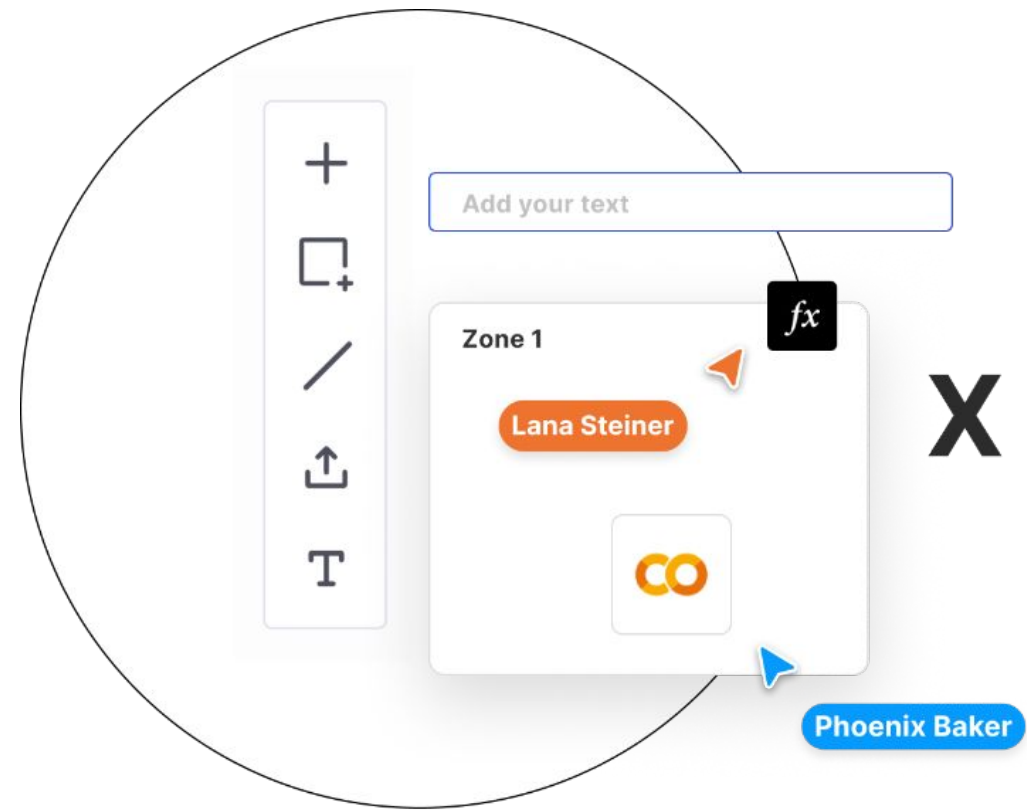 Add your text
fx
Zone 1
Lana Steiner
X
CO
T
Phoenix Baker